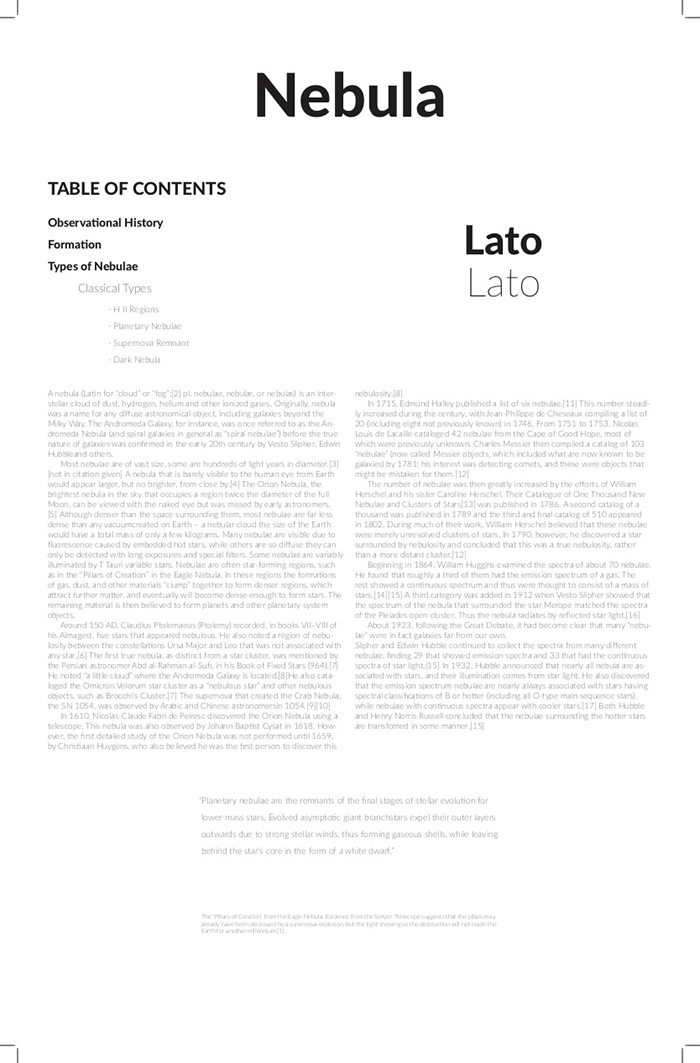 Nebula
TABLE OF CONTENTS
Observational History
Formation
Types of Nebulae
Classical Types
- H II Regions
- Planetary Nebulae
- Supernova Remnant
- Dark Nebula
Lato
Lato
A nebula (Latin for "cloud" or "fog";[2] pl. nebulae, nebulæ, or nebulas) is an inter-
stellar cloud of dust, hydrogen, helium and other ionized gases. Originally, nebula
was a name for any diffuse astronomical object, including galaxies beyond the
Milky Way. The Andromeda Galaxy, for instance, was once referred to as the An-
dromeda Nebula (and spiral galaxies in general as "spiral nebulae") before the true
nature of galaxies was confirmed in the early 20th century by Vesto Slipher, Edwin
Hubbleand others.
Most nebulae are of vast size, some are hundreds of light years in diameter.[3]
[not in citation given] A nebula that is barely visible to the human eye from Earth
would appear larger, but no brighter, from close by.[4] The Orion Nebula, the
brightest nebula in the sky that occupies a region twice the diameter of the full
Moon, can be viewed with the naked eye but was missed by early astronomers.
[5] Although denser than the space surrounding them, most nebulae are far less
dense than any vacuumcreated on Earth – a nebular cloud the size of the Earth
would have a total mass of only a few kilograms. Many nebulae are visible due to
fluorescence caused by embedded hot stars, while others are so diffuse they can
only be detected with long exposures and special filters. Some nebulae are variably
illuminated by T Tauri variable stars. Nebulae are often star-forming regions, such
as in the "Pillars of Creation" in the Eagle Nebula. In these regions the formations
of gas, dust, and other materials "clump" together to form denser regions, which
attract further matter, and eventually will become dense enough to form stars. The
remaining material is then believed to form planets and other planetary system
objects.
Around 150 AD, Claudius Ptolemaeus (Ptolemy) recorded, in books VII–VIII of
his Almagest, five stars that appeared nebulous. He also noted a region of nebu-
losity between the constellations Ursa Major and Leo that was not associated with
any star.[6] The first true nebula, as distinct from a star cluster, was mentioned by
the Persian astronomer Abd al-Rahman al-Sufi, in his Book of Fixed Stars (964).[7]
He noted "a little cloud" where the Andromeda Galaxy is located.[8]He also cata-
loged the Omicron Velorum star cluster as a "nebulous star" and other nebulous
objects, such as Brocchi's Cluster.[7] The supernova that created the Crab Nebula,
the SN 1054, was observed by Arabic and Chinese astronomersin 1054.[9][10]
In 1610, Nicolas-Claude Fabri de Peiresc discovered the Orion Nebula using a
telescope. This nebula was also observed by Johann Baptist Cysat in 1618. How-
ever, the first detailed study of the Orion Nebula was not performed until 1659,
by Christiaan Huygens, who also believed he was the first person to discover this
nebulosity.[8]
In 1715, Edmund Halley published a list of six nebulae.[11] This number steadi-
ly increased during the century, with Jean-Philippe de Cheseaux compiling a list of
20 (including eight not previously known) in 1746. From 1751 to 1753, Nicolas
Louis de Lacaille cataloged 42 nebulae from the Cape of Good Hope, most of
which were previously unknown. Charles Messier then compiled a catalog of 103
"nebulae" (now called Messier objects, which included what are now known to be
galaxies) by 1781; his interest was detecting comets, and these were objects that
might be mistaken for them.[12]
The number of nebulae was then greatly increased by the efforts of William
Herschel and his sister Caroline Herschel. Their Catalogue of One Thousand New
Nebulae and Clusters of Stars[13] was published in 1786. A second catalog of a
thousand was published in 1789 and the third and final catalog of 510 appeared
in 1802. During much of their work, William Herschel believed that these nebulae
were merely unresolved clusters of stars. In 1790, however, he discovered a star
surrounded by nebulosity and concluded that this was a true nebulosity, rather
than a more distant cluster.[12]
Beginning in 1864, William Huggins examined the spectra of about 70 nebulae.
He found that roughly a third of them had the emission spectrum of a gas. The
rest showed a continuous spectrum and thus were thought to consist of a mass of
stars.[14][15] A third category was added in 1912 when Vesto Slipher showed that
the spectrum of the nebula that surrounded the star Merope matched the spectra
of the Pleiades open cluster. Thus the nebula radiates by reflected star light.[16]
About 1923, following the Great Debate, it had become clear that many "nebu-
lae" were in fact galaxies far from our own.
Slipher and Edwin Hubble continued to collect the spectra from many different
nebulae, finding 29 that showed emission spectra and 33 that had the continuous
spectra of star light.[15] In 1932, Hubble announced that nearly all nebula are as-
sociated with stars, and their illumination comes from star light. He also discovered
that the emission spectrum nebulae are nearly always associated with stars having
spectral classifications of B or hotter (including all O-type main sequence stars),
while nebulae with continuous spectra appear with cooler stars.[17] Both Hubble
and Henry Norris Russell concluded that the nebulae surrounding the hotter stars
are transfomed in some manner.[15]
"Planetary nebulae are the remnants of the final stages of stellar evolution for
lower-mass stars. Evolved asymptotic giant branchstars expel their outer layers
outwards due to strong stellar winds, thus forming gaseous shells, while leaving
behind the star's core in the form of a white dwarf."
The "Pillars of Creation" from the Eagle Nebula. Evidence from the Spitzer Telescope suggests that the pillars may
already have been destroyed by a supernova explosion, but the light showing us the destruction will not reach the
Earth for another millennium.[1]